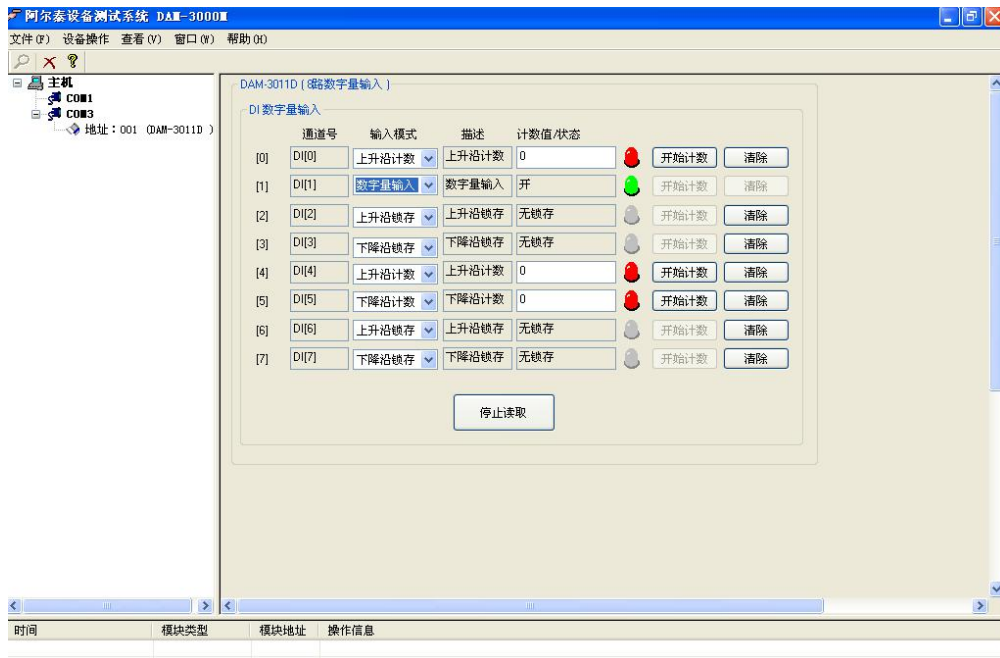 阿尔泰设备测试系统 DAM-3000M
文件(F) 设备操作 查看(V) 窗口(W) 帮助(H)
主机
COM1
COM3
地址：001 (DAM-3011D )
DAM-3011D ( 8路数字量输入 )
DI 数字量输入
通道号 输入模式 描述 计数值/状态
[0] DI[0] 上升沿计数 上升沿计数 0 开始计数 清除
[1] DI[1] 数字量输入 数字量输入 开 开始计数 清除
[2] DI[2] 上升沿锁存 上升沿锁存 无锁存 开始计数 清除
[3] DI[3] 下降沿锁存 下降沿锁存 无锁存 开始计数 清除
[4] DI[4] 上升沿计数 上升沿计数 0 开始计数 清除
[5] DI[5] 下降沿计数 下降沿计数 0 开始计数 清除
[6] DI[6] 上升沿锁存 上升沿锁存 无锁存 开始计数 清除
[7] DI[7] 下降沿锁存 下降沿锁存 无锁存 开始计数 清除
停止读取
时间 模块类型 模块地址 操作信息